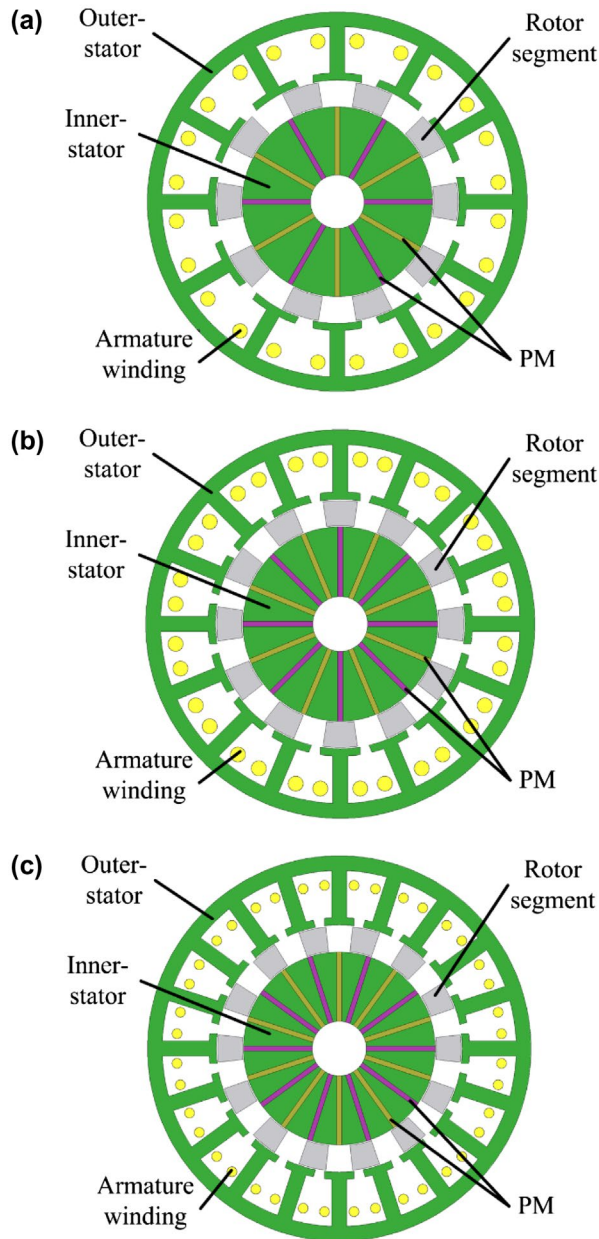 (a)
Outer-
stator
Rotor
segment
Inner-
stator
Armature
winding
PM
(b)
Outer-
stator
Rotor
segment
Inner-
stator
Armature
winding
PM
(c)
Outer-
stator
Rotor
segment
Inner-
stator
Armature
winding
PM